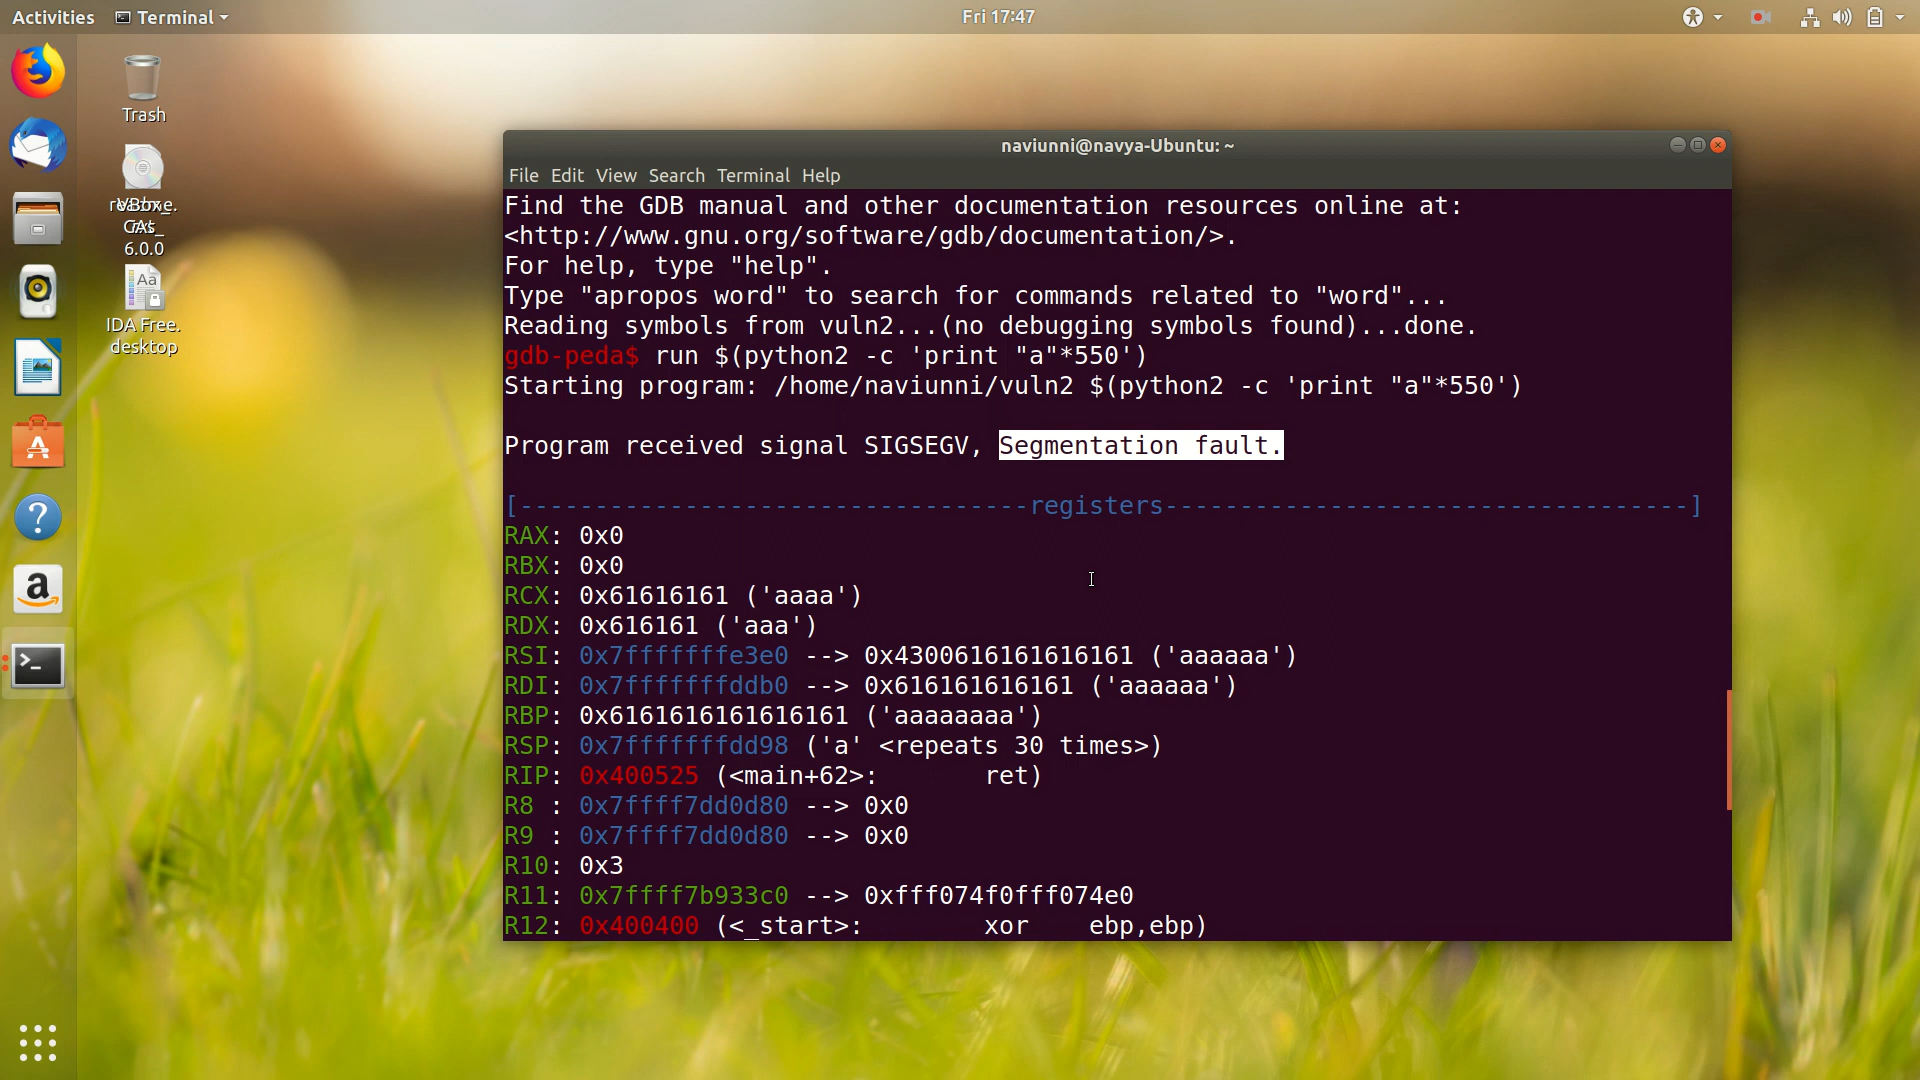 Activities Terminal Fri 17:47
Trash
VBox_
GAs_
6.0.0
IDA Free.
desktop
naviunni@navya-Ubuntu: ~
File Edit View Search Terminal Help
Find the GDB manual and other documentation resources online at:
<http://www.gnu.org/software/gdb/documentation/>.
For help, type "help".
Type "apropos word" to search for commands related to "word"...
Reading symbols from vuln2...(no debugging symbols found)...done.
gdb-peda$ run $(python2 -c 'print "a"*550')
Starting program: /home/naviunni/vuln2 $(python2 -c 'print "a"*550')
Program received signal SIGSEGV, Segmentation fault.
[----------------------------------registers-----------------------------------]
RAX: 0x0
RBX: 0x0
RCX: 0x61616161 ('aaaa')
RDX: 0x616161 ('aaa')
RSI: 0x7fffffffe3e0 --> 0x4300616161616161 ('aaaaaa')
RDI: 0x7fffffffddb0 --> 0x616161616161 ('aaaaaa')
RBP: 0x6161616161616161 ('aaaaaaaa')
RSP: 0x7fffffffdd98 ('a' <repeats 30 times>)
RIP: 0x400525 (<main+62>: ret)
R8 : 0x7ffff7dd0d80 --> 0x0
R9 : 0x7ffff7dd0d80 --> 0x0
R10: 0x3
R11: 0x7ffff7b933c0 --> 0xfff074f0fff074e0
R12: 0x400400 (<_start>: xor ebp,ebp)